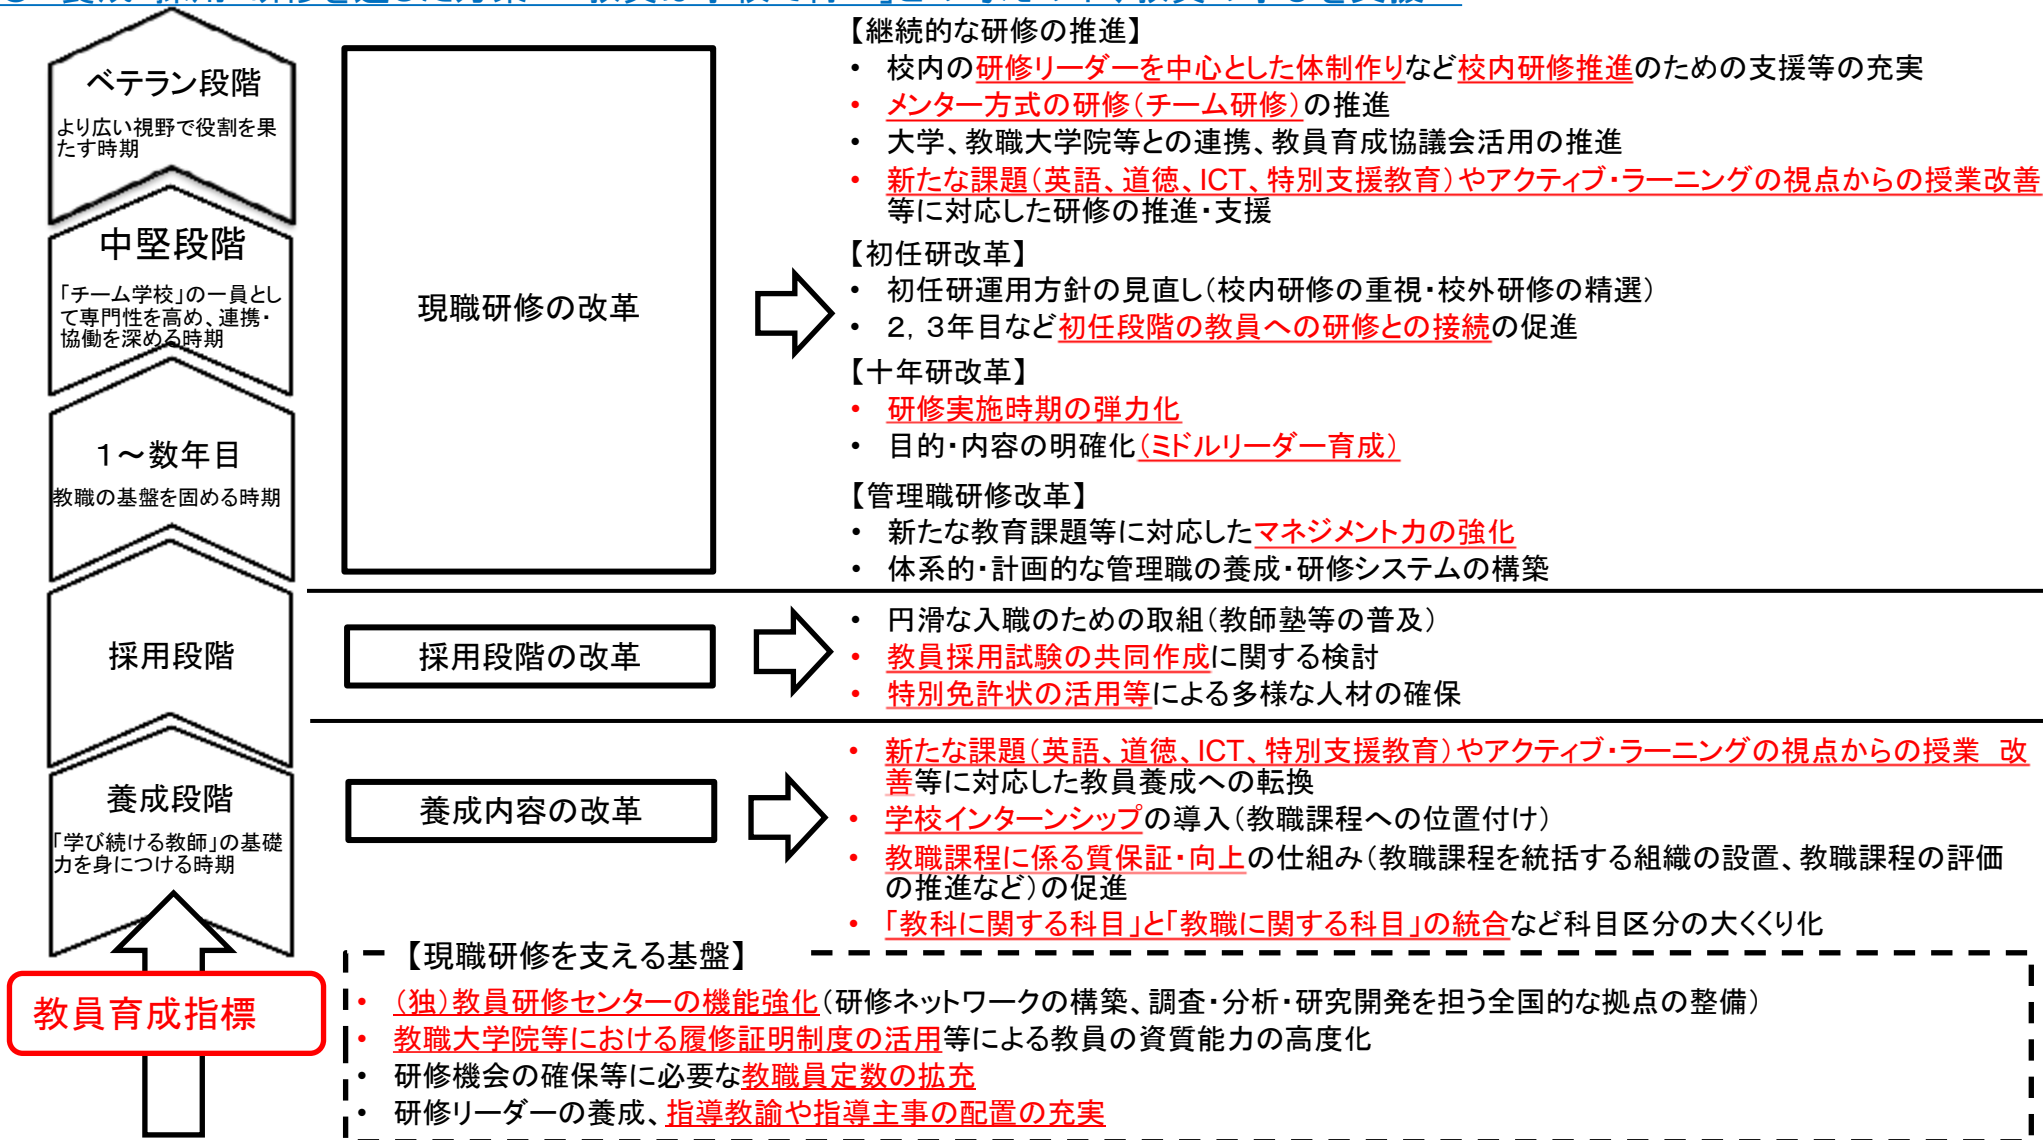 ベテラン段階
より広い視野で役割を果
たす時期
中堅段階
「チーム学校」の一員とし
て専門性を高め、連携・
協働を深める時期
1～数年目
教職の基盤を固める時期
採用段階
養成段階
「学び続ける教師」の基礎
力を身につける時期
教員育成指標
現職研修の改革
【継続的な研修の推進】
• 校内の研修リーダーを中心とした体制作りなど校内研修推進のための支援等の充実
• メンター方式の研修（チーム研修）の推進
• 大学、教職大学院等との連携、教員育成協議会活用の推進
• 新たな課題（英語、道徳、ICT、特別支援教育）やアクティブ・ラーニングの視点からの授業改善
等に対応した研修の推進・支援
【初任研改革】
• 初任研運用方針の見直し（校内研修の重視・校外研修の精選）
• ２，３年目など初任段階の教員への研修との接続の促進
【十年研改革】
• 研修実施時期の弾力化
• 目的・内容の明確化（ミドルリーダー育成）
【管理職研修改革】
• 新たな教育課題等に対応したマネジメント力の強化
• 体系的・計画的な管理職の養成・研修システムの構築
採用段階の改革
• 円滑な入職のための取組（教師塾等の普及）
• 教員採用試験の共同作成に関する検討
• 特別免許状の活用等による多様な人材の確保
養成内容の改革
• 新たな課題（英語、道徳、ICT、特別支援教育）やアクティブ・ラーニングの視点からの授業 改
善等に対応した教員養成への転換
• 学校インターンシップの導入（教職課程への位置付け）
• 教職課程に係る質保証・向上の仕組み（教職課程を統括する組織の設置、教職課程の評価
の推進など）の促進
• 「教科に関する科目」と「教職に関する科目」の統合など科目区分の大くくり化
【現職研修を支える基盤】
• （独）教員研修センターの機能強化（研修ネットワークの構築、調査・分析・研究開発を担う全国的な拠点の整備）
• 教職大学院等における履修証明制度の活用等による教員の資質能力の高度化
• 研修機会の確保等に必要な教職員定数の拡充
• 研修リーダーの養成、指導教諭や指導主事の配置の充実